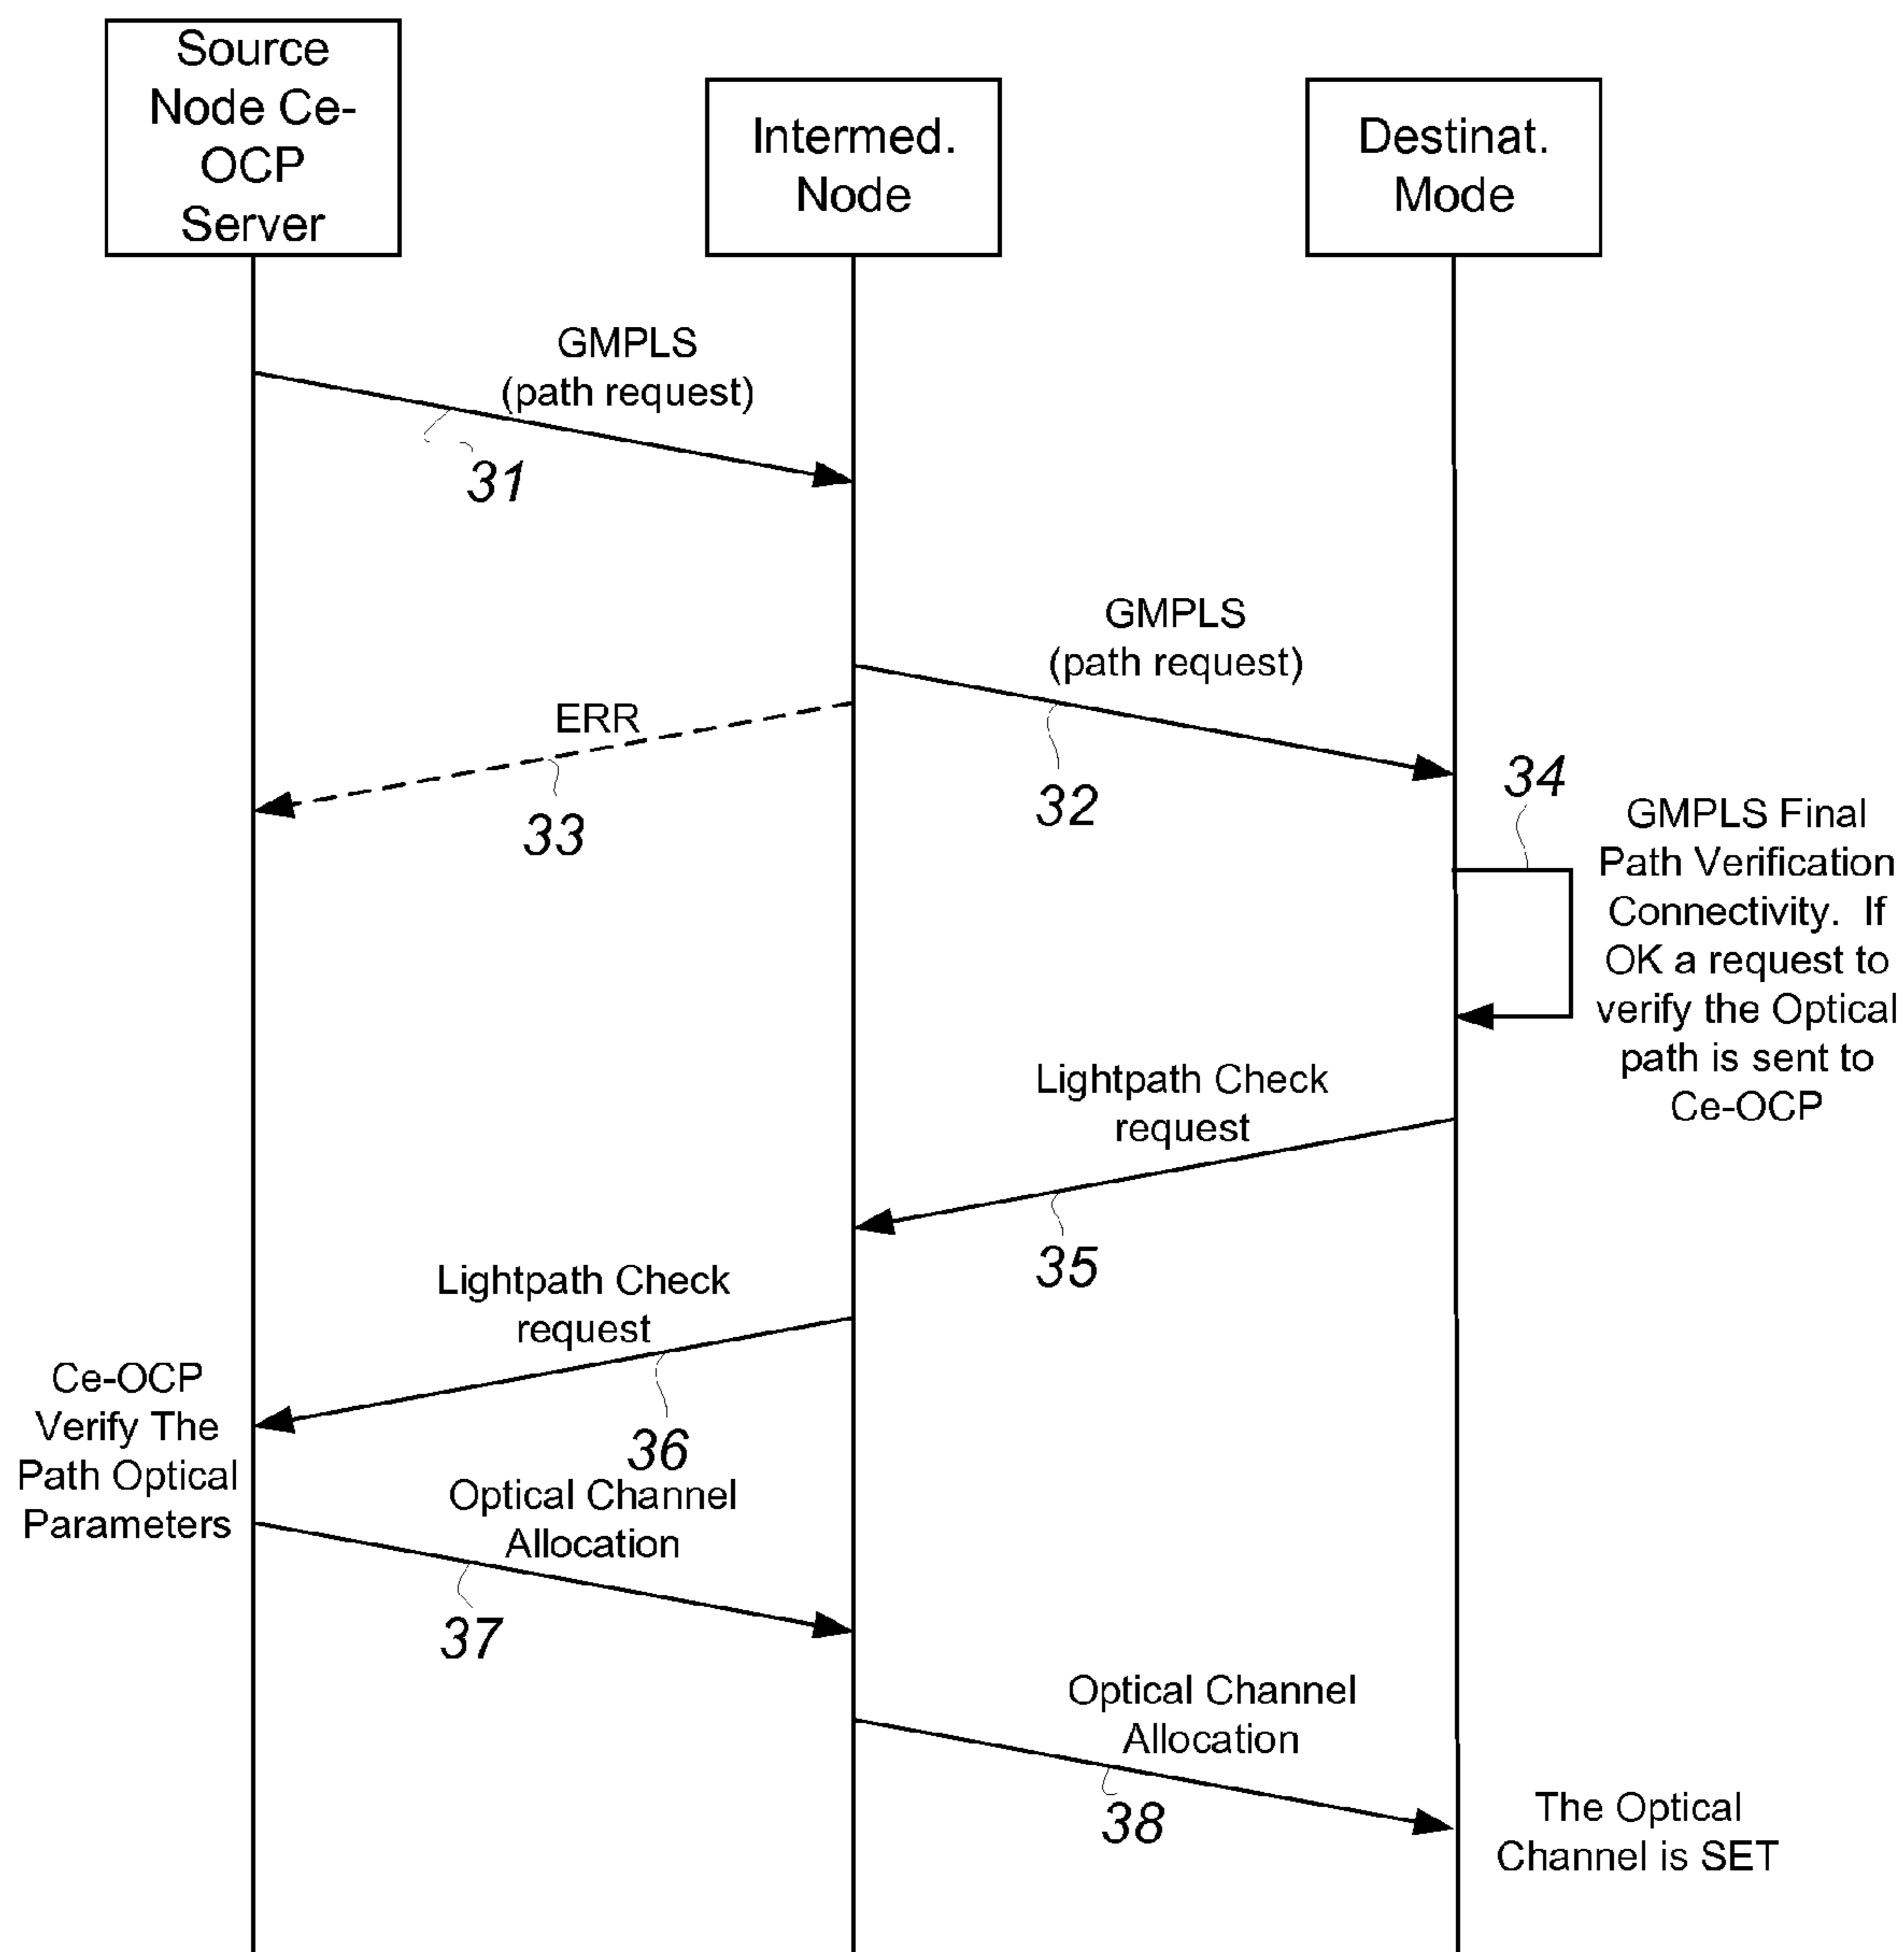 Source
Node Ce-
OCP
Server
Intermed.
Node
Destinat.
Mode
GMPLS
(path request)
31
GMPLS
(path request)
32
ERR
33
34
GMPLS Final
Path Verification
Connectivity. If
OK a request to
verify the Optical
path is sent to
Ce-OCP
Lightpath Check
request
35
Lightpath Check
request
36
Ce-OCP
Verify The
Path Optical
Parameters
Optical Channel
Allocation
37
Optical Channel
Allocation
38
The Optical
Channel is SET